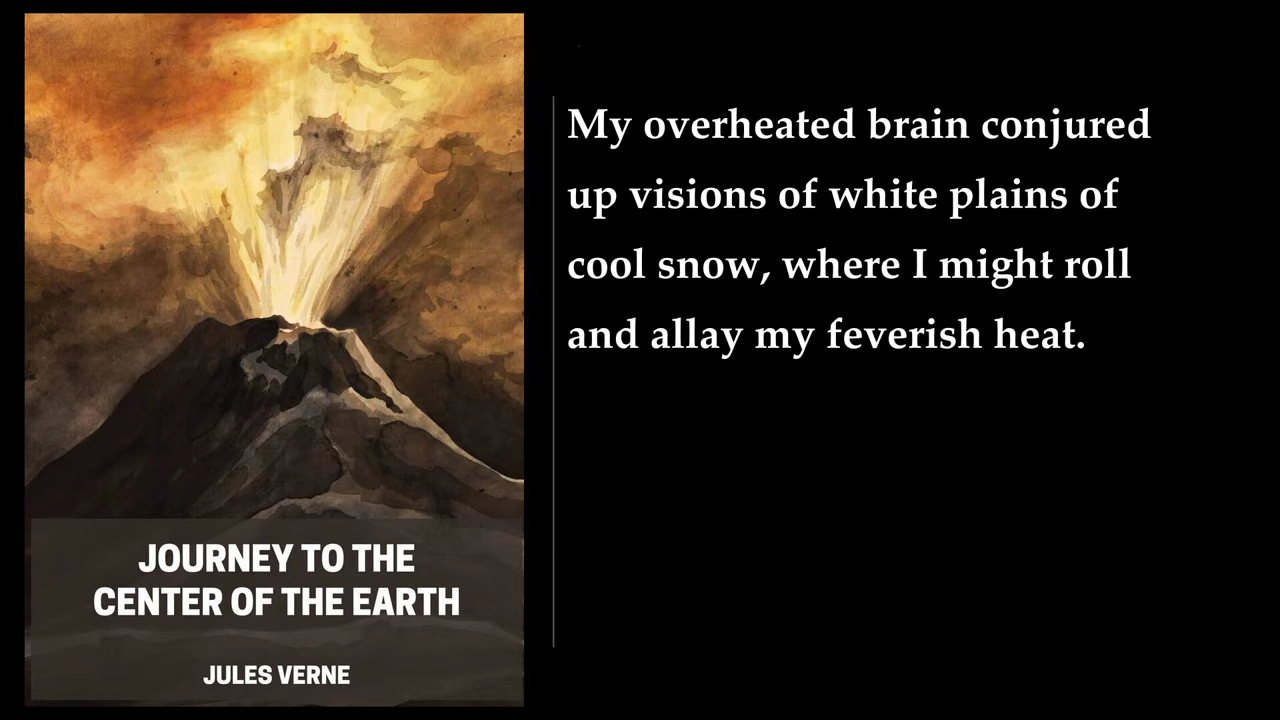 My overheated brain conjured
up visions of white plains of
cool snow, where I might roll
and allay my feverish heat.
JOURNEY TO THE
CENTER OF THE EARTH
JULES VERNE